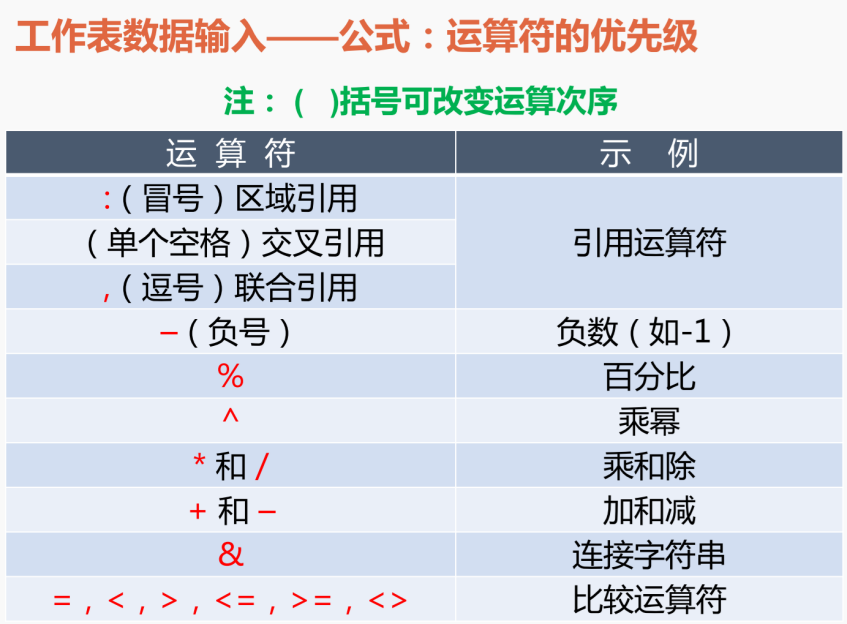 工作表数据输入——公式：运算符的优先级
注：( )括号可改变运算次序
运 算 符 示 例
:（冒号）区域引用
（单个空格）交叉引用 引用运算符
,（逗号）联合引用
–（负号） 负数（如-1）
% 百分比
^ 乘幂
* 和 / 乘和除
+ 和 – 加和减
& 连接字符串
=，<，>，<=，>=，<> 比较运算符